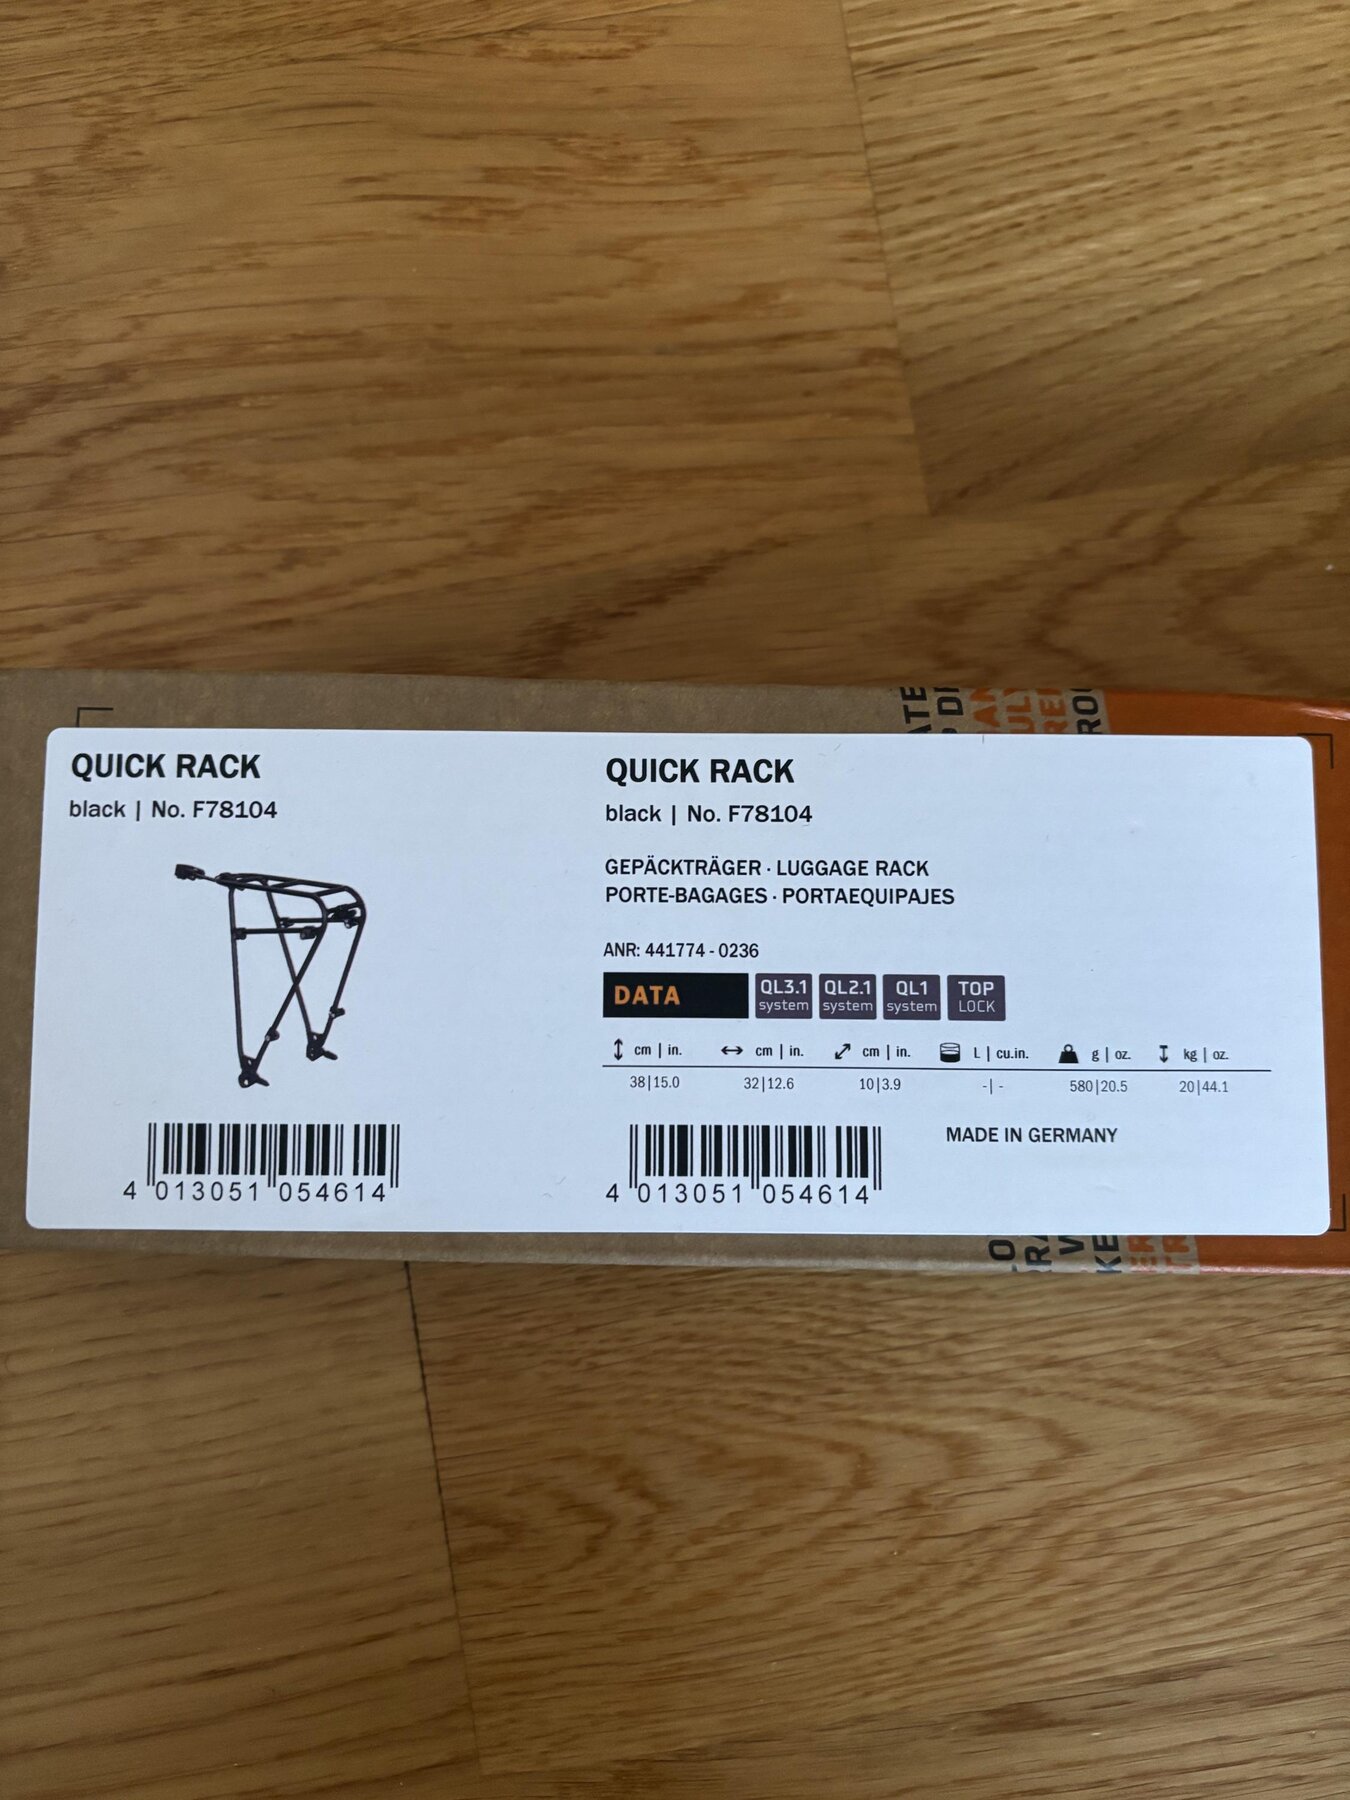 QUICK RACK
black | No. F78104
4 013051 054614
QUICK RACK
black | No. F78104
GEPÄCKTRÄGER · LUGGAGE RACK
PORTE-BAGAGES · PORTAEQUIPAJES
ANR: 441774 - 0236
DATA QL3.1 system QL2.1 system QL1 system TOP LOCK
cm | in. cm | in. cm | in. L | cu.in. g | oz. kg | oz.
38|15.0 32|12.6 10|3.9 -| - 580|20.5 20|44.1
4 013051 054614
MADE IN GERMANY